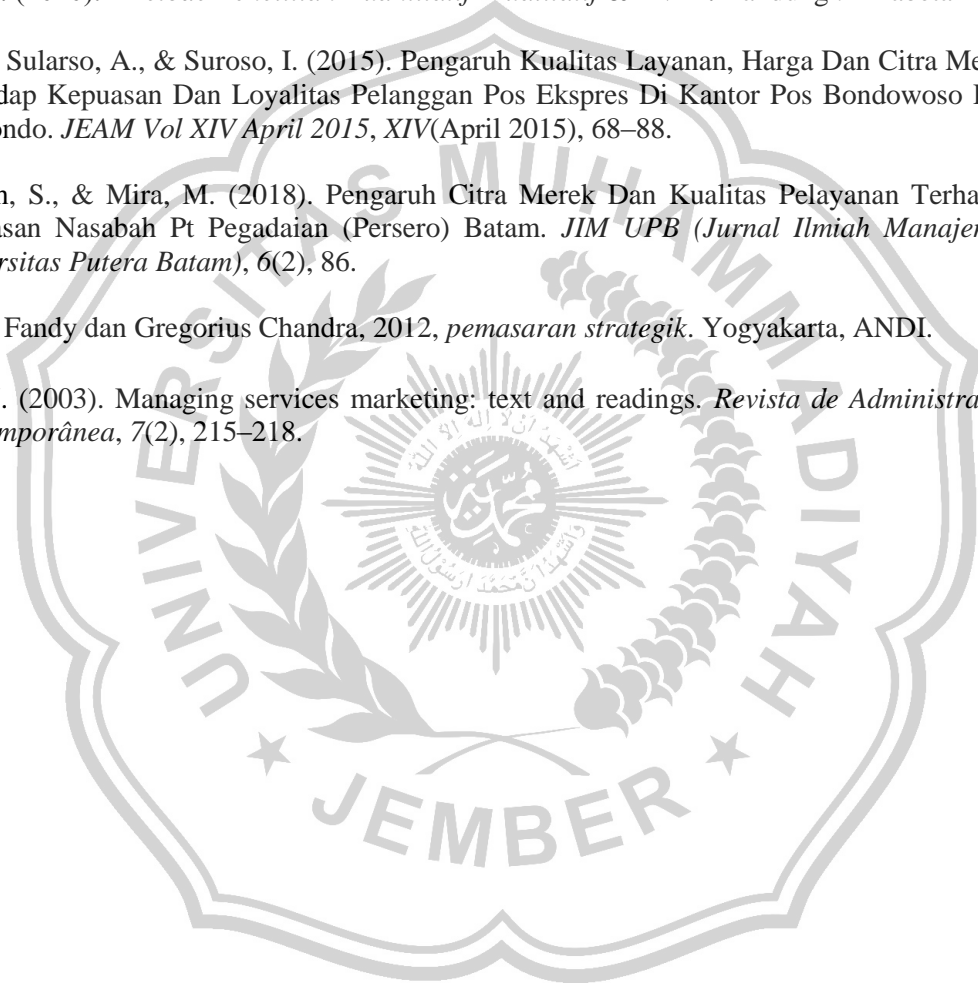 Sularso, A., & Suroso, I. (2015). Pengaruh Kualitas Layanan, Harga Dan Citra Me
dap Kepuasan Dan Loyalitas Pelanggan Pos Ekspres Di Kantor Pos Bondowoso
ondo. JEAM Vol XIV April 2015, XIV(April 2015), 68–88.
n, S., & Mira, M. (2018). Pengaruh Citra Merek Dan Kualitas Pelayanan Terha
asan Nasabah Pt Pegadaian (Persero) Batam. JIM UPB (Jurnal Ilmiah Manajer
rsitas Putera Batam), 6(2), 86.
Fandy dan Gregorius Chandra, 2012, pemasaran strategik. Yogyakarta, ANDI.
. (2003). Managing services marketing: text and readings. Revista de Administra
mporânea, 7(2), 215–218.
UNIVERSITAS MUHAMMADIYAH
JEMBER